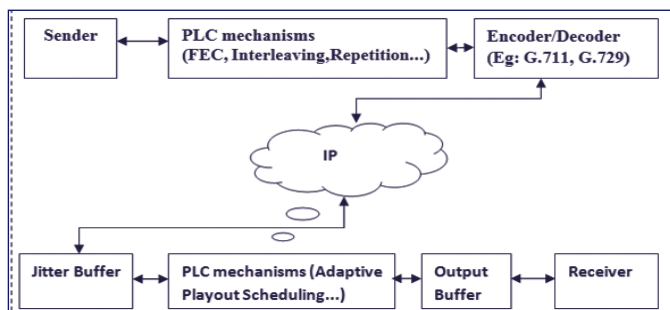 Sender
PLC mechanisms
(FEC, Interleaving,Repetition...)
Encoder/Decoder
(Eg: G.711, G.729)
IP
Jitter Buffer
PLC mechanisms (Adaptive
Playout Scheduling...)
Output
Buffer
Receiver